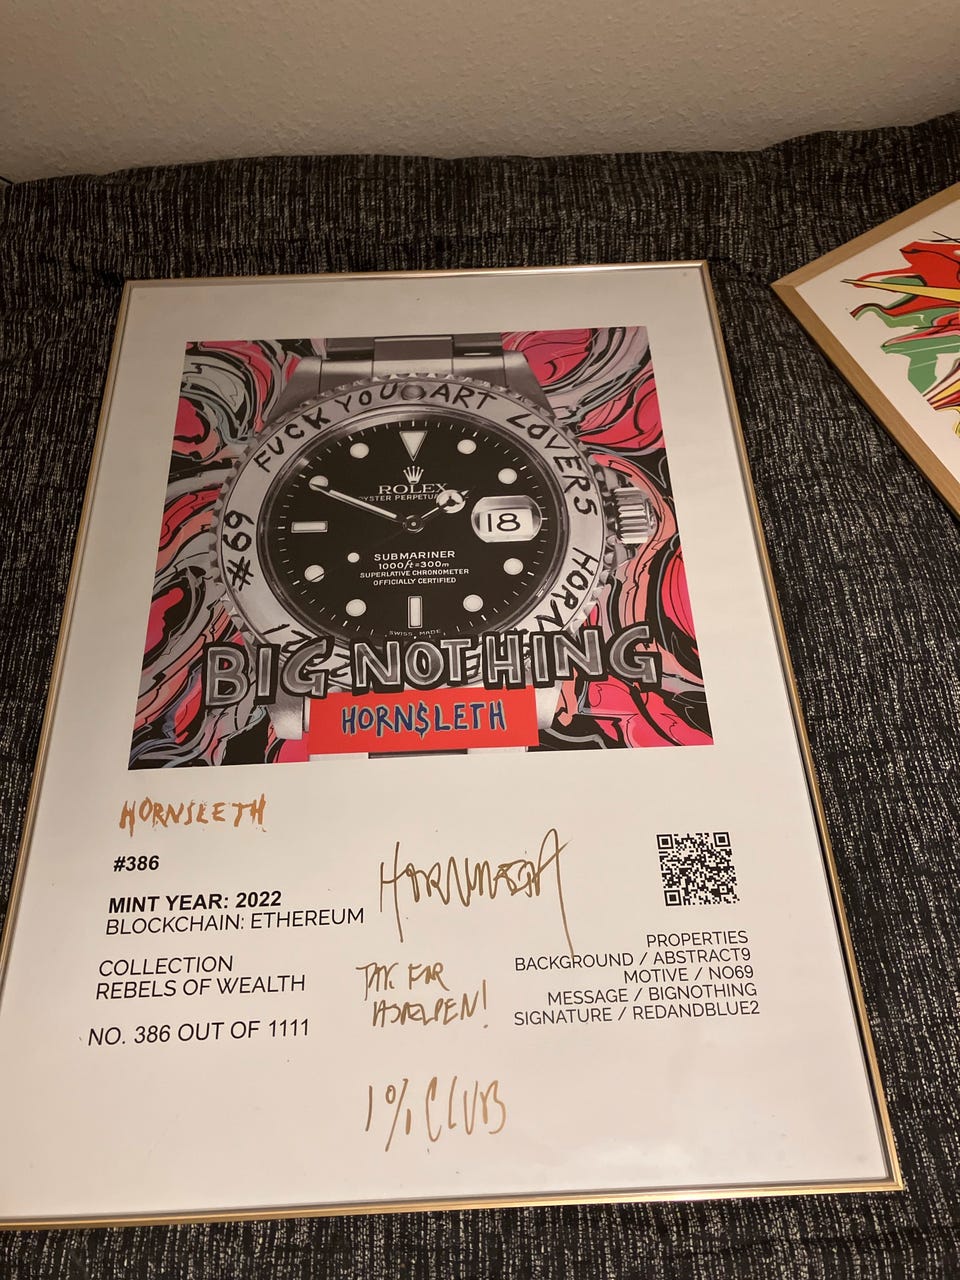 FUCK YOU ART LOVERS HORN
#69
ROLEX
OYSTER PERPETUAL
18
SUBMARINER
1000ft=300m
SUPERLATIVE CHRONOMETER
OFFICIALLY CERTIFIED
SWISS MADE
BIG NOTHING
HORN$LETH
HORNSLETH
#386
MINT YEAR: 2022
BLOCKCHAIN: ETHEREUM
COLLECTION
REBELS OF WEALTH
NO. 386 OUT OF 1111
TAK FOR
HJÆLPEN!
1% CLUB
PROPERTIES
BACKGROUND / ABSTRACT9
MOTIVE / NO69
MESSAGE / BIGNOTHING
SIGNATURE / REDANDBLUE2